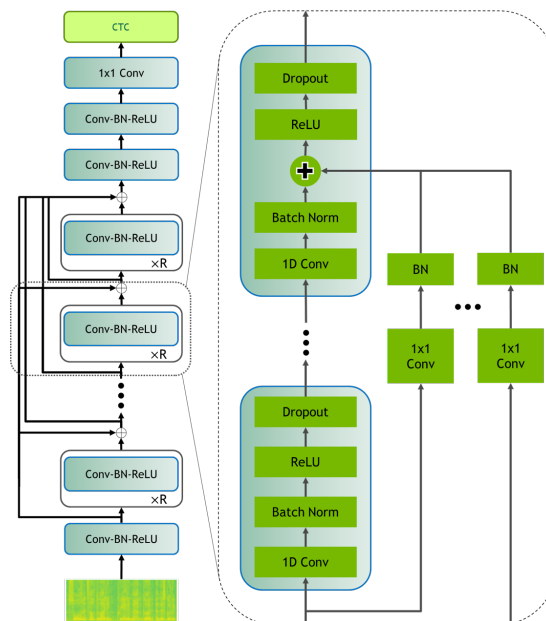 CTC
1x1 Conv
Conv-BN-ReLU
Conv-BN-ReLU
Conv-BN-ReLU
×R
Conv-BN-ReLU
×R
Conv-BN-ReLU
×R
Conv-BN-ReLU
Dropout
ReLU
Batch Norm
1D Conv
Dropout
ReLU
Batch Norm
1D Conv
BN
1x1
Conv
BN
1x1
Conv